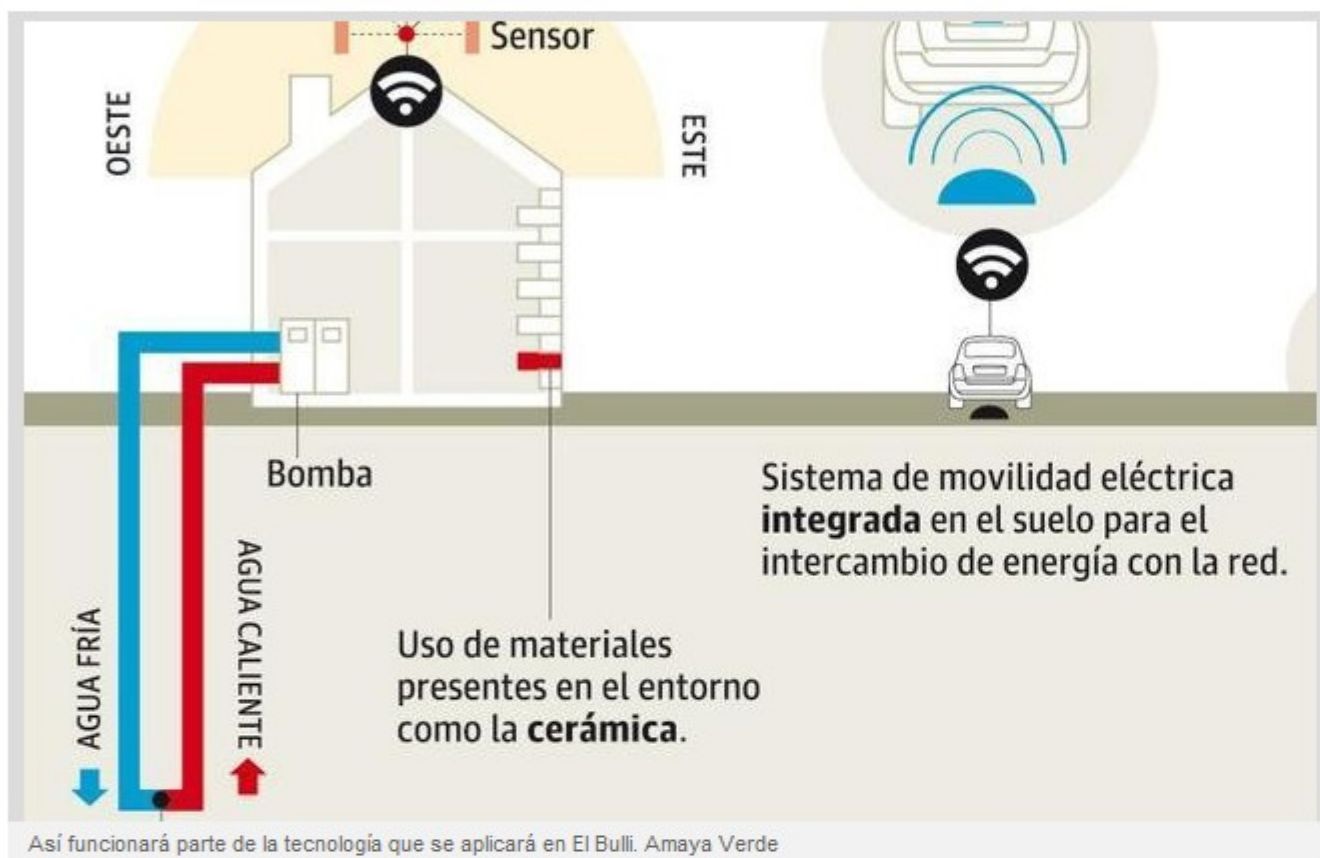 Sensor
OESTE
ESTE
Bomba
Sistema de movilidad eléctrica
integrada en el suelo para el
intercambio de energía con la red.
AGUA FRÍA
AGUA CALIENTE
Uso de materiales
presentes en el entorno
como la cerámica.
Así funcionará parte de la tecnología que se aplicará en El Bulli. Amaya Verde